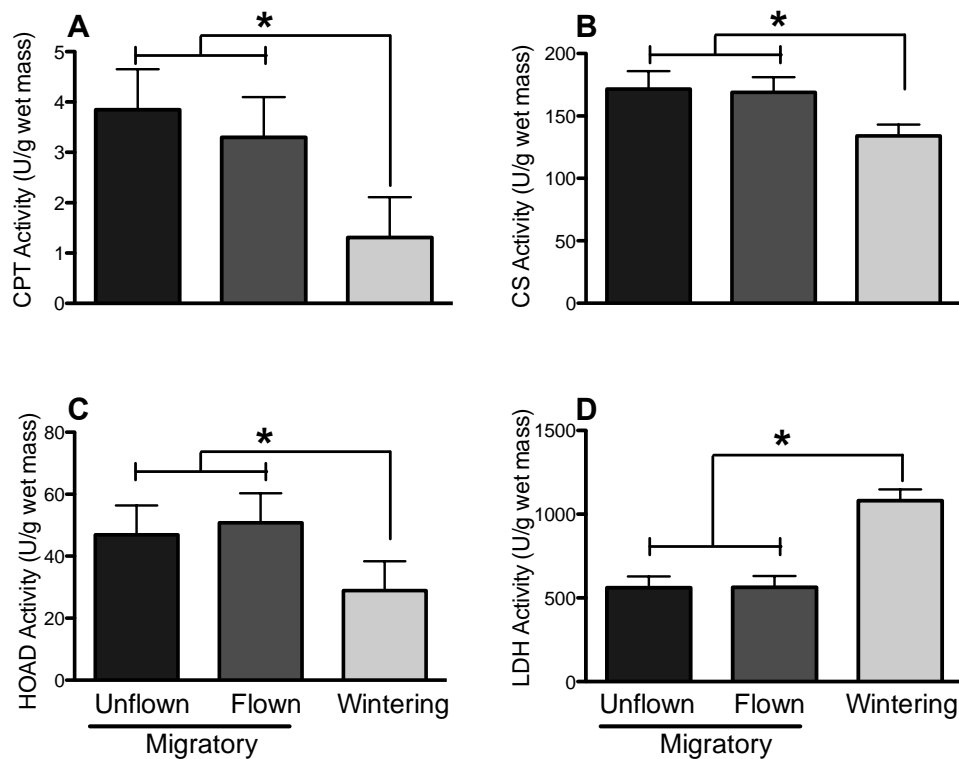 A
*
CPT Activity (U/g wet mass)
5
4
3
2
1
0
B
*
CS Activity (U/g wet mass)
200
150
100
50
0
C
*
HOAD Activity (U/g wet mass)
80
60
40
20
0
Unflown Flown Wintering
Migratory
D
*
LDH Activity (U/g wet mass)
1500
1000
500
0
Unflown Flown Wintering
Migratory